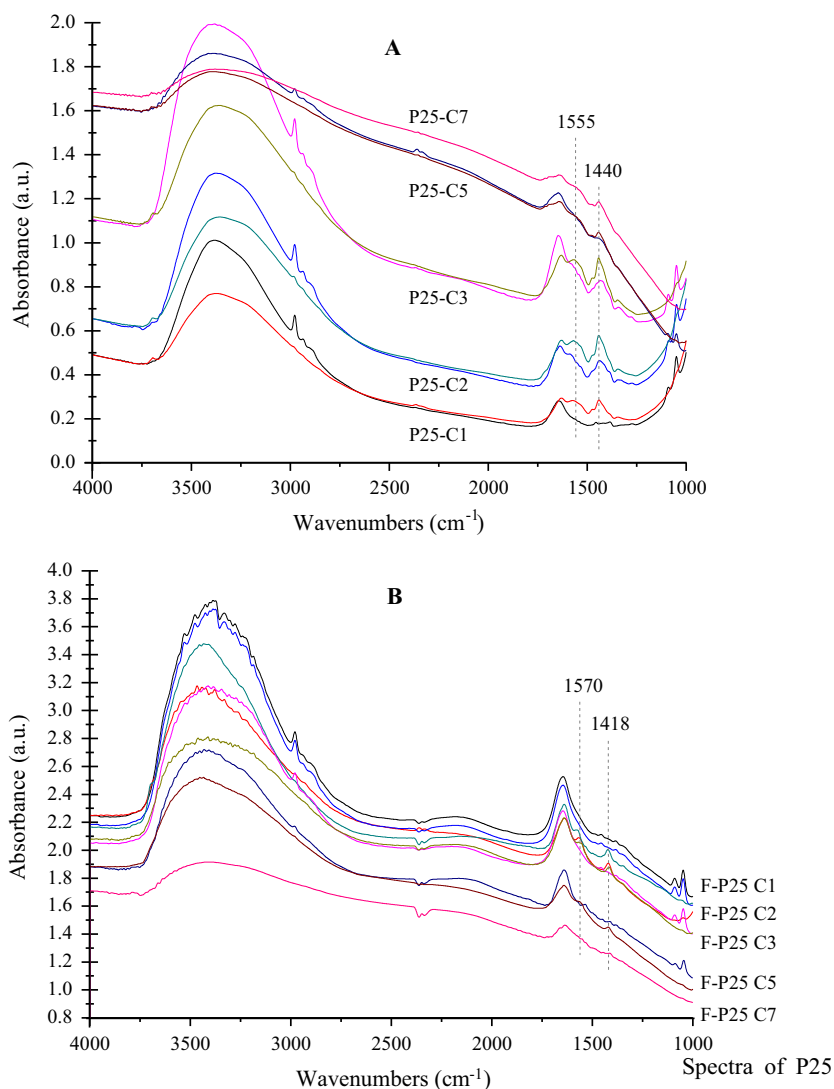 A
2.0
1.8
1.6
1.4
1.2
1.0
0.8
0.6
0.4
0.2
0.0
Absorbance (a.u.)
P25-C7
P25-C5
P25-C3
P25-C2
P25-C1
1555
1440
4000 3500 3000 2500 2000 1500 1000
Wavenumbers (cm-1)
B
4.0
3.8
3.6
3.4
3.2
3.0
2.8
2.6
2.4
2.2
2.0
1.8
1.6
1.4
1.2
1.0
0.8
Absorbance (a.u.)
1570
1418
F-P25 C1
F-P25 C2
F-P25 C3
F-P25 C5
F-P25 C7
4000 3500 3000 2500 2000 1500 1000
Wavenumbers (cm-1)
Spectra of P25